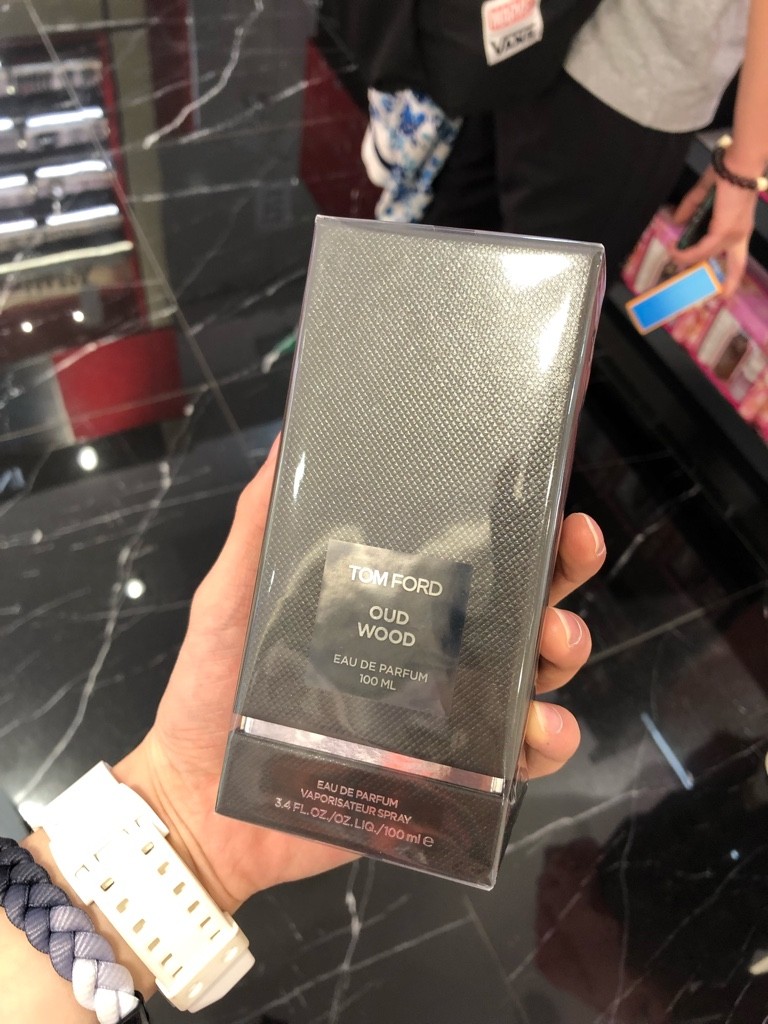 VANS
TOM FORD
OUD
WOOD
EAU DE PARFUM
100 ML
EAU DE PARFUM
VAPORISATEUR SPRAY
3.4 FL.OZ./OZ.LIQ./100 ml ℮